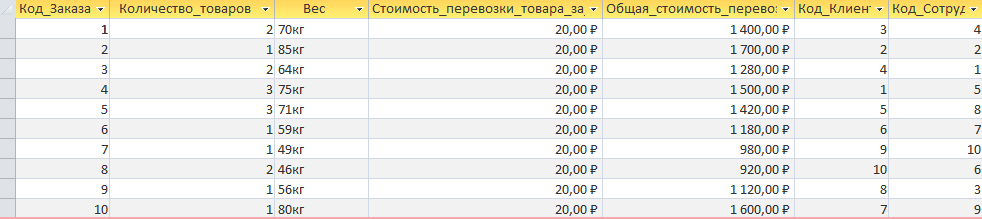 Код_Заказа Количество_товаров Вес Стоимость_перевозки_товара_за_ Общая_стоимость_перевоз Код_Клиен Код_Сотруд
1 2 70кг 20,00 ₽ 1 400,00 ₽ 3 4
2 1 85кг 20,00 ₽ 1 700,00 ₽ 2 2
3 2 64кг 20,00 ₽ 1 280,00 ₽ 4 1
4 3 75кг 20,00 ₽ 1 500,00 ₽ 1 5
5 3 71кг 20,00 ₽ 1 420,00 ₽ 5 8
6 1 59кг 20,00 ₽ 1 180,00 ₽ 6 7
7 1 49кг 20,00 ₽ 980,00 ₽ 9 10
8 2 46кг 20,00 ₽ 920,00 ₽ 10 6
9 1 56кг 20,00 ₽ 1 120,00 ₽ 8 3
10 1 80кг 20,00 ₽ 1 600,00 ₽ 7 9